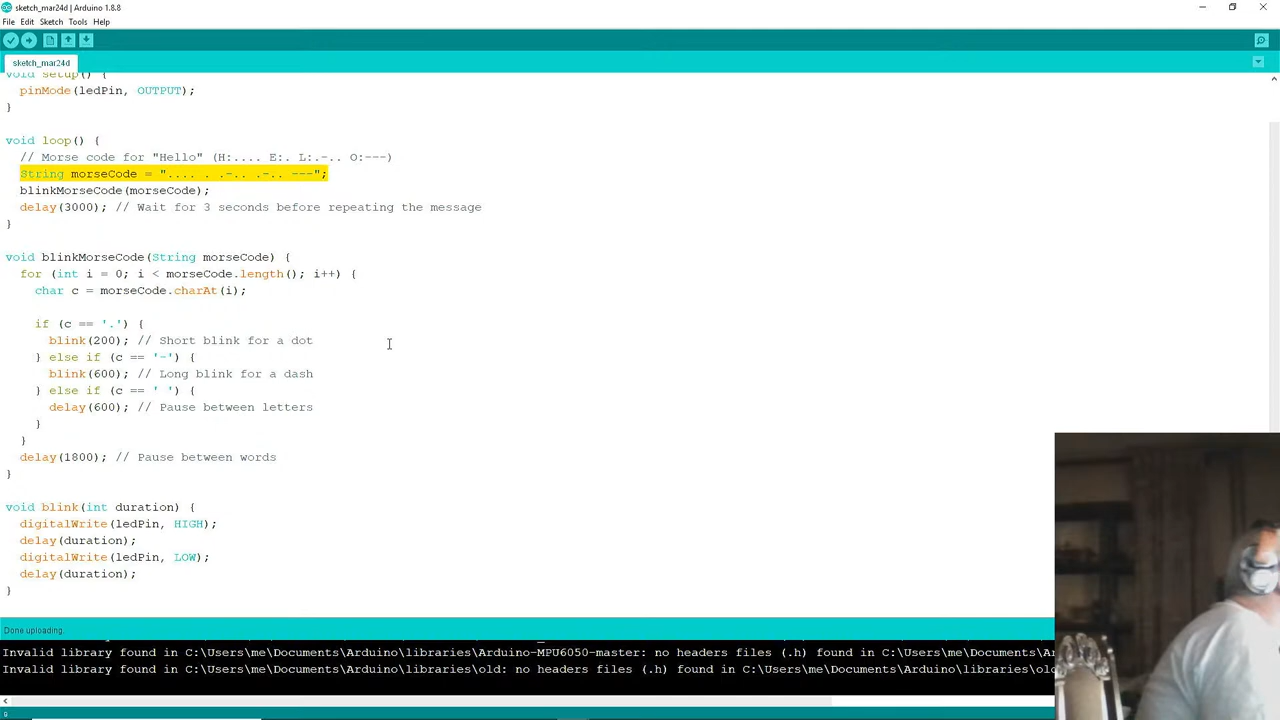 sketch_mar24d | Arduino 1.8.8
File Edit Sketch Tools Help
sketch_mar24d
void setup() {
pinMode(ledPin, OUTPUT);
}
void loop() {
// Morse code for "Hello" (H:.... E:. L:.-.. O:---)
String morseCode = ".... . .-.. .-.. ---";
blinkMorseCode(morseCode);
delay(3000); // Wait for 3 seconds before repeating the message
}
void blinkMorseCode(String morseCode) {
for (int i = 0; i < morseCode.length(); i++) {
char c = morseCode.charAt(i);
if (c == '.') {
blink(200); // Short blink for a dot
} else if (c == '-') {
blink(600); // Long blink for a dash
} else if (c == ' ') {
delay(600); // Pause between letters
}
}
delay(1800); // Pause between words
}
void blink(int duration) {
digitalWrite(ledPin, HIGH);
delay(duration);
digitalWrite(ledPin, LOW);
delay(duration);
}
Done uploading.
Invalid library found in C:\Users\me\Documents\Arduino\libraries\Arduino-MPU6050-master: no headers files (.h) found in C:\Users\me\Documents\Ar
Invalid library found in C:\Users\me\Documents\Arduino\libraries\old: no headers files (.h) found in C:\Users\me\Documents\Arduino\libraries\ol
9